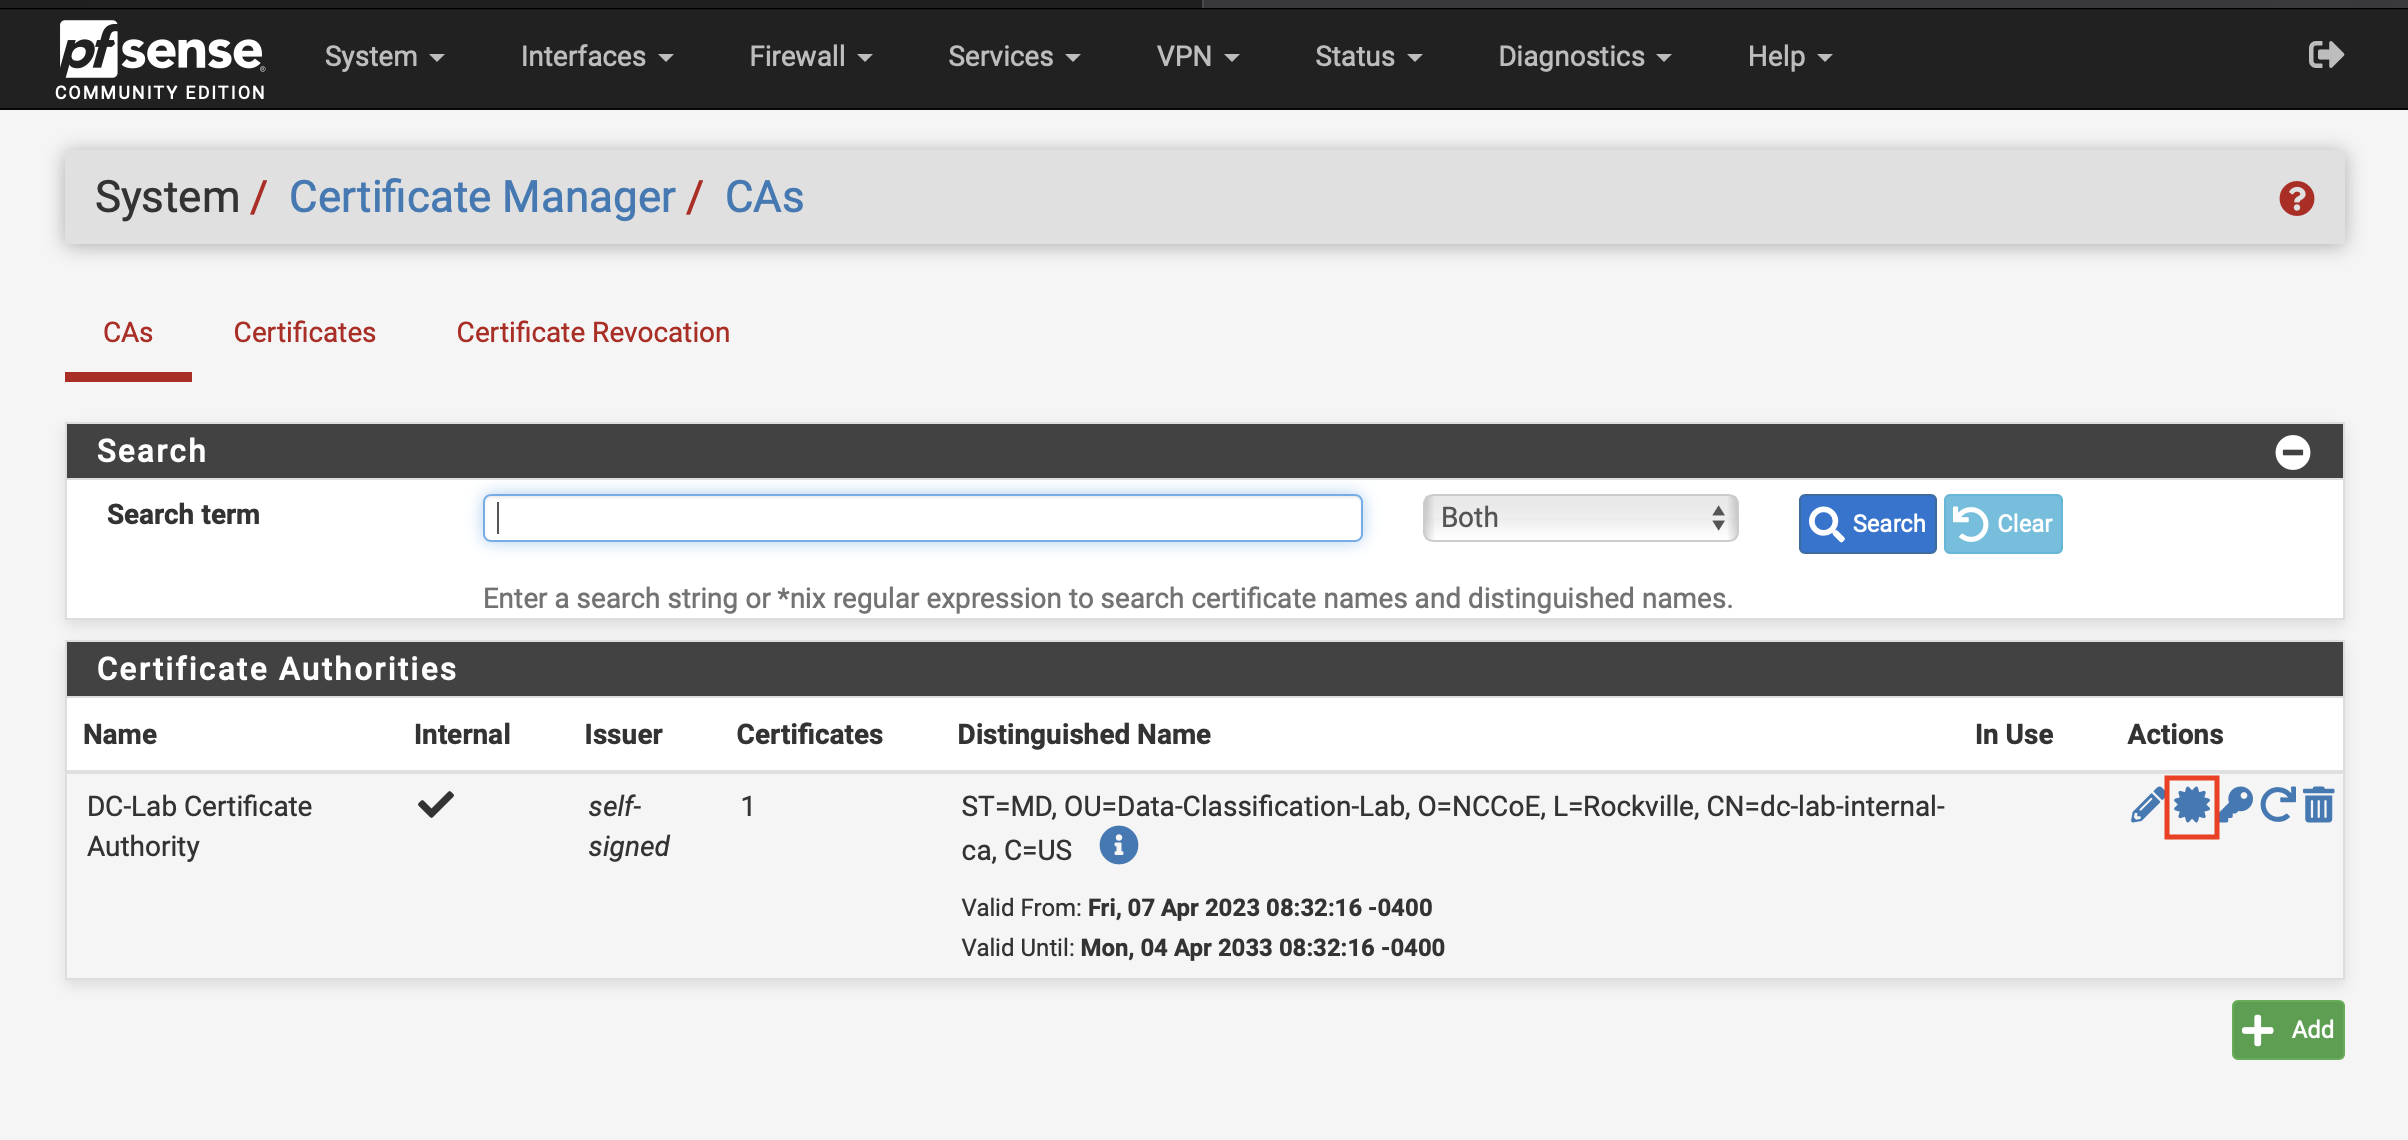 pfsense
COMMUNITY EDITION
System Interfaces Firewall Services VPN Status Diagnostics Help
System / Certificate Manager / CAs
CAs Certificates Certificate Revocation
Search
Search term Both Search Clear
Enter a search string or *nix regular expression to search certificate names and distinguished names.
Certificate Authorities
Name Internal Issuer Certificates Distinguished Name In Use Actions
DC-Lab Certificate self- 1 ST=MD, OU=Data-Classification-Lab, O=NCCoE, L=Rockville, CN=dc-lab-internal-
Authority signed ca, C=US
Valid From: Fri, 07 Apr 2023 08:32:16 -0400
Valid Until: Mon, 04 Apr 2033 08:32:16 -0400
Add